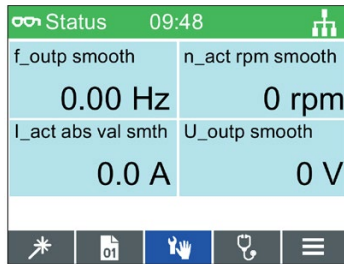 Status 09:48
f_outp smooth
0.00 Hz
n_act rpm smooth
0 rpm
I_act abs val smth
0.0 A
U_outp smooth
0 V
01